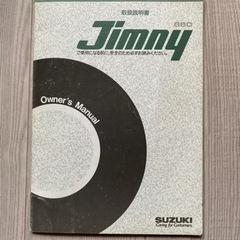 取扱説明書
660
Jimny
ご使用になる前に、安全のため必ずお読みください。
Owner's Manual
SUZUKI
Caring for Customers